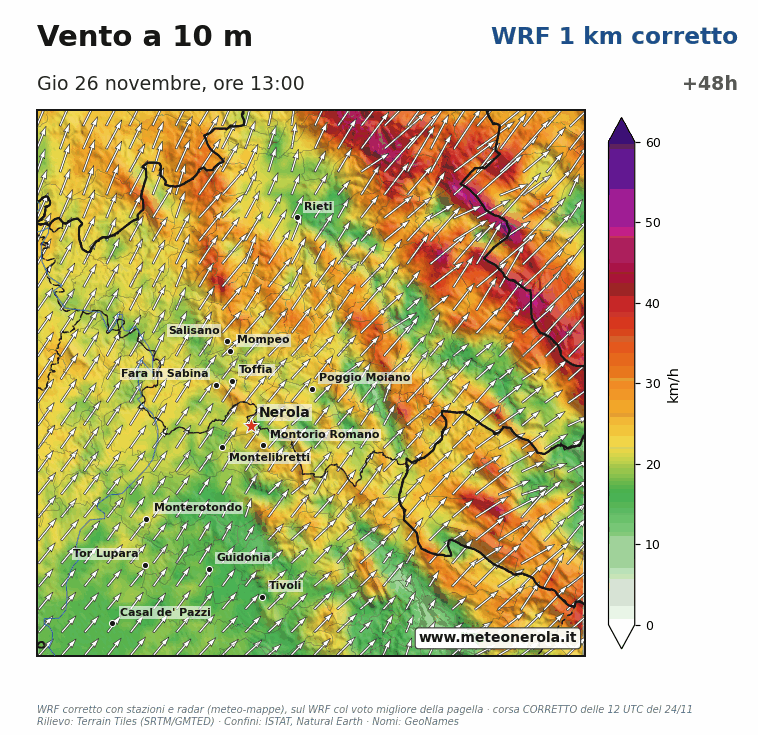 Vento a 10 m
WRF 1 km corretto
Gio 26 novembre, ore 13:00
+48h
Rieti
Salisano
Mompeo
Fara in Sabina
Toffia
Poggio Moiano
Nerola
Montorio Romano
Montelibretti
Monterotondo
Tor Lupara
Guidonia
Tivoli
Casal de' Pazzi
www.meteonerola.it
60
50
40
30
20
10
0
km/h
WRF corretto con stazioni e radar (meteo-mappe), sul WRF col voto migliore della pagella · corsa CORRETTO delle 12 UTC del 24/11
Rilievo: Terrain Tiles (SRTM/GMTED) · Confini: ISTAT, Natural Earth · Nomi: GeoNames